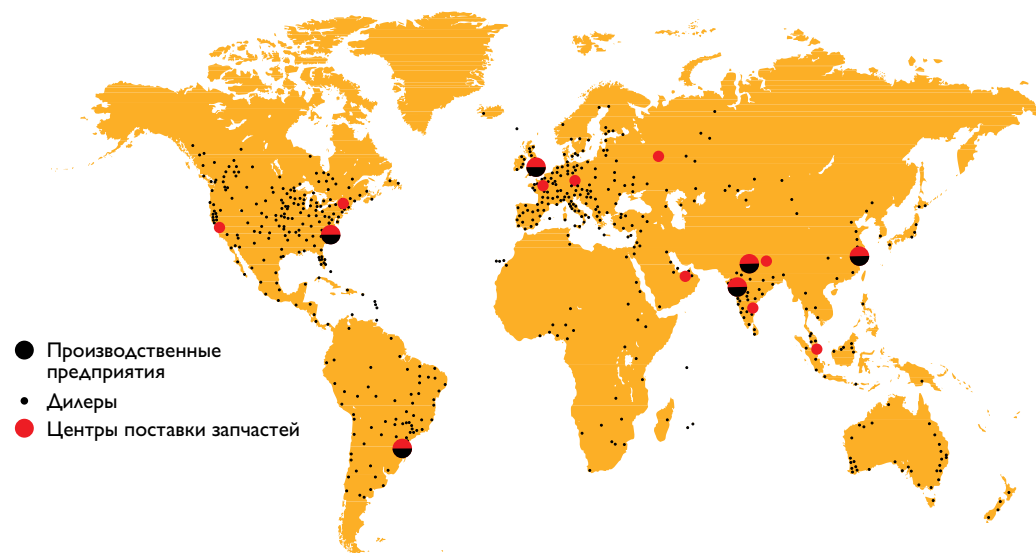 Производственные
предприятия
Дилеры
Центры поставки запчастей